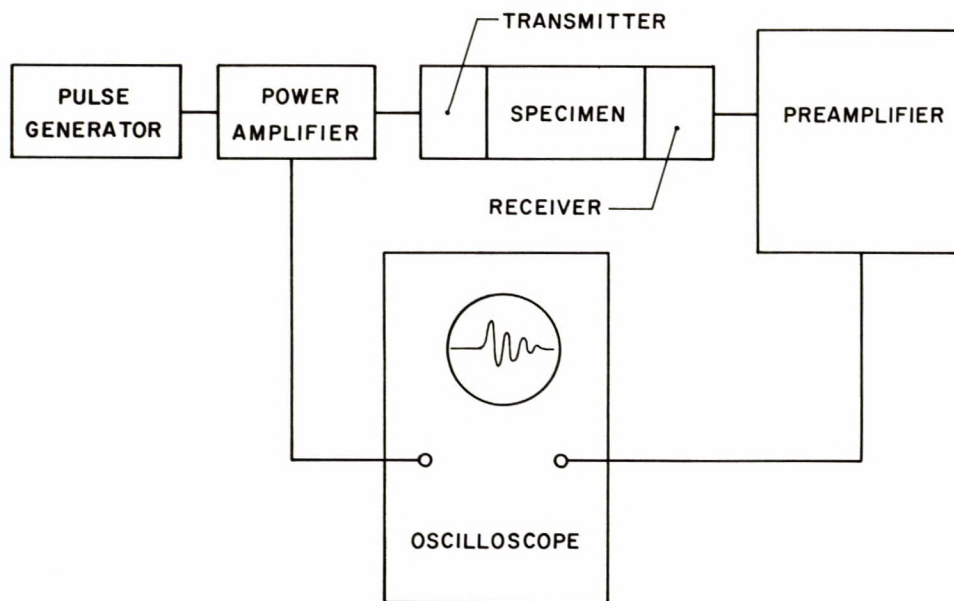 TRANSMITTER
PULSE
GENERATOR
POWER
AMPLIFIER
SPECIMEN
PREAMPLIFIER
RECEIVER
OSCILLOSCOPE